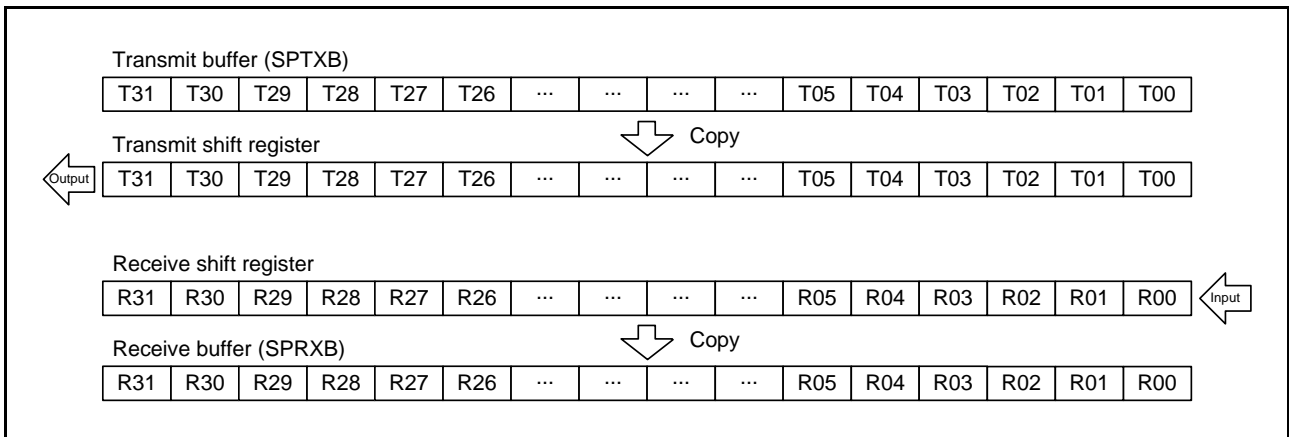 Transmit buffer (SPTXB)
T31 T30 T29 T28 T27 T26 ... ... ... ... T05 T04 T03 T02 T01 T00
Copy
Transmit shift register
Output T31 T30 T29 T28 T27 T26 ... ... ... ... T05 T04 T03 T02 T01 T00
Receive shift register
R31 R30 R29 R28 R27 R26 ... ... ... ... R05 R04 R03 R02 R01 R00 Input
Copy
Receive buffer (SPRXB)
R31 R30 R29 R28 R27 R26 ... ... ... ... R05 R04 R03 R02 R01 R00